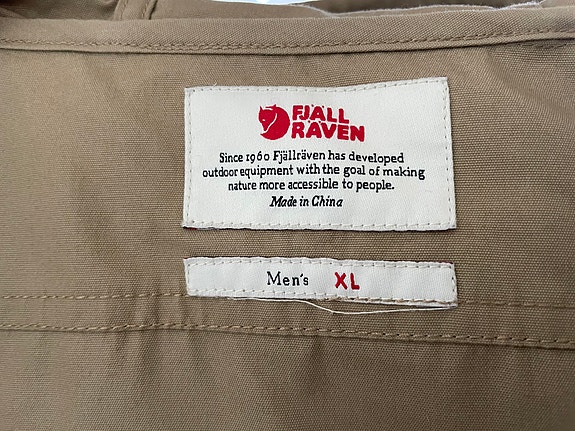 FJÄLL
RÄVEN
Since 1960 Fjällräven has developed
outdoor equipment with the goal of making
nature more accessible to people.
Made in China
Men's XL